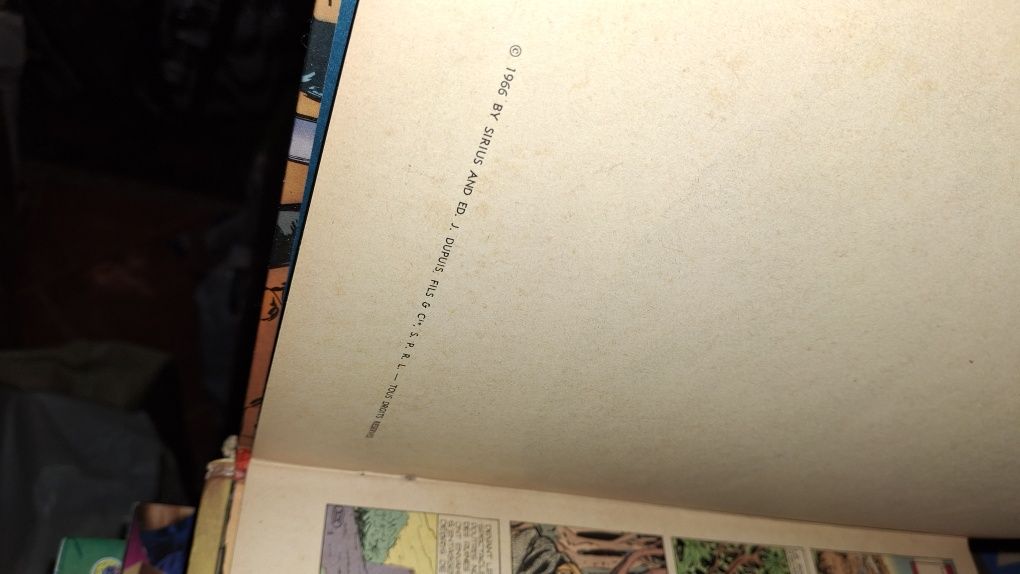 © 1966 BY SIRIUS AND ED. J. DUPUIS, FILS & Cie, S. P. R. L. — TOUS DROITS RÉSERVÉS